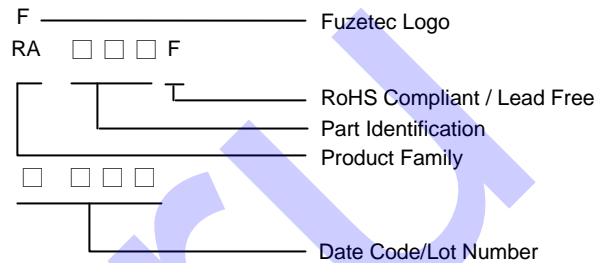 F Fuzetec Logo
RA □ □ □ F
RoHS Compliant / Lead Free
Part Identification
Product Family
□ □ □ □
Date Code/Lot Number